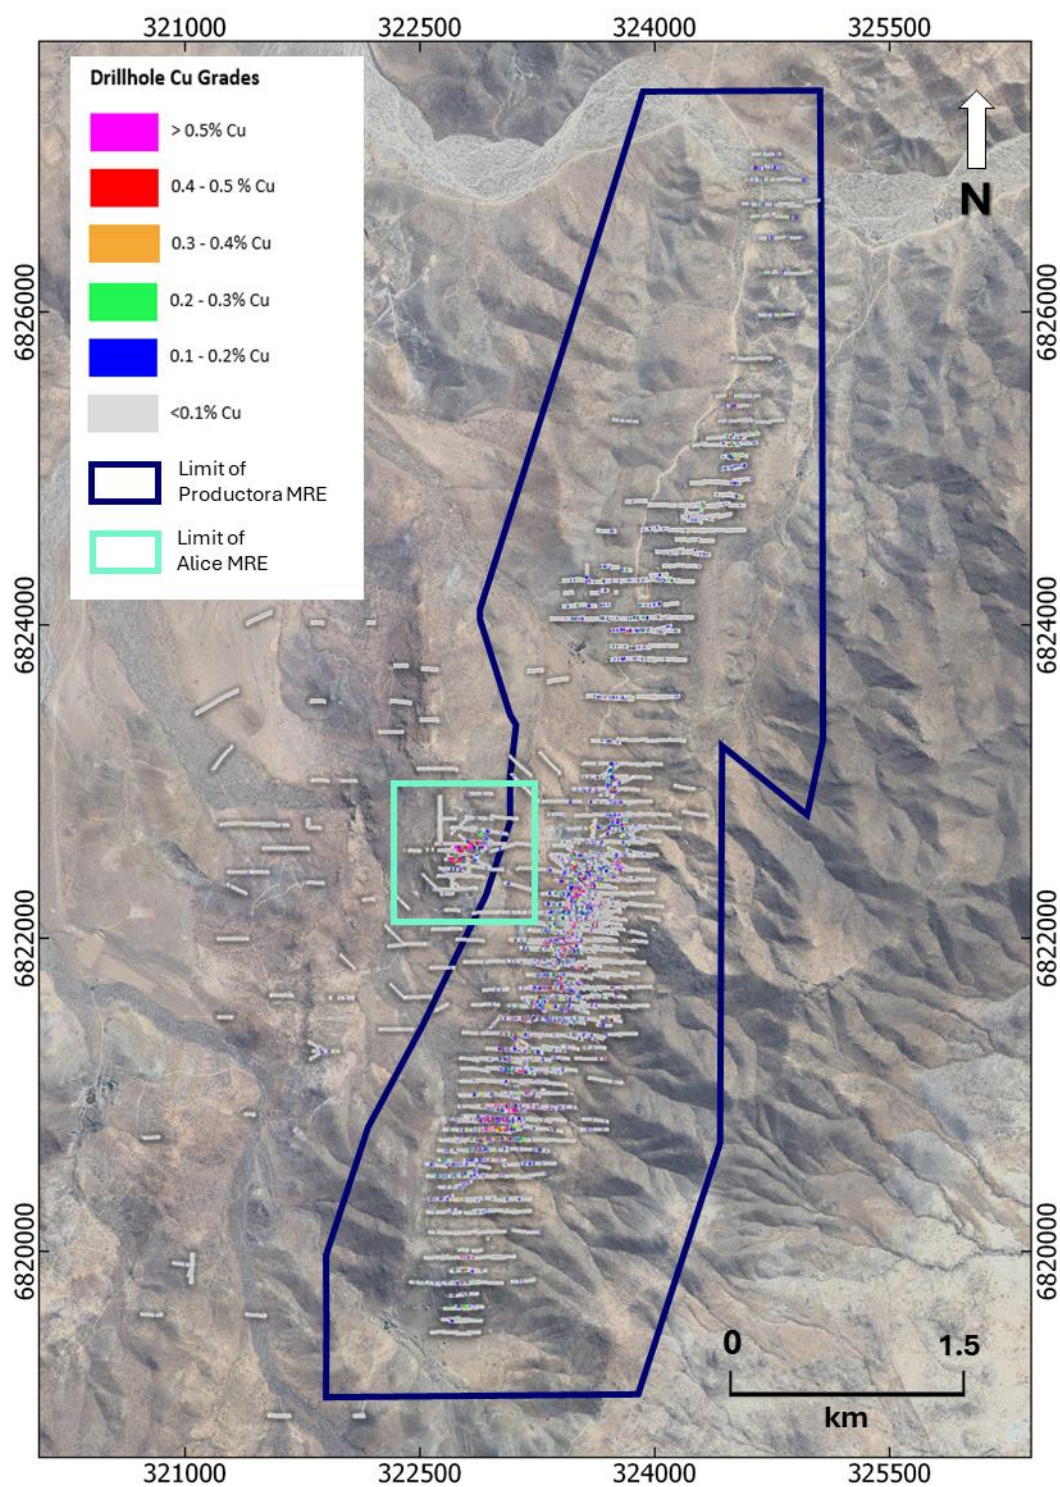 321000 322500 324000 325500
Drillhole Cu Grades
> 0.5% Cu
0.4 - 0.5 % Cu
0.3 - 0.4% Cu
0.2 - 0.3% Cu
0.1 - 0.2% Cu
<0.1% Cu
Limit of
Productora MRE
Limit of
Alice MRE
N
6826000 6826000
6824000 6824000
6822000 6822000
6820000 6820000
0 1.5
km
321000 322500 324000 325500